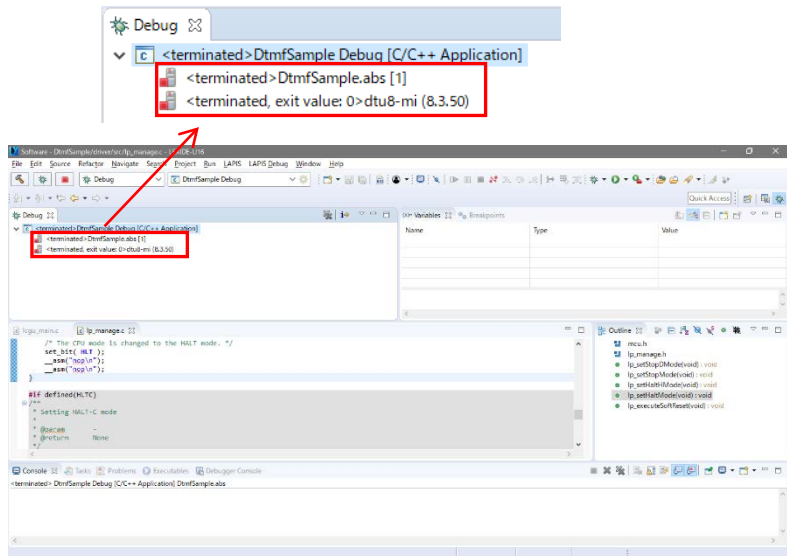 Debug
<terminated>DtmfSample Debug [C/C++ Application]
<terminated>DtmfSample.abs [1]
<terminated, exit value: 0>dtu8-mi (8.3.50)
Software - DtmfSample/driver/src/lp_manage.c - LEXIDE-U16
File Edit Source Refactor Navigate Search Project Run LAPIS LAPIS Debug Window Help
Debug
DtmfSample Debug
Quick Access
Debug
<terminated>DtmfSample Debug [C/C++ Application]
<terminated>DtmfSample.abs [1]
<terminated, exit value: 0>dtu8-mi (8.3.50)
Variables Breakpoints
Name Type Value
lp_manage.c
/* The CPU mode is changed to the HALT mode. */
set_bit( HLT );
__asm("nop\n");
__asm("nop\n");
}
#if defined(HLTC)
/**
* Setting HALT-C mode
*
* @param -
* @return None
*/
Outline
mcu.h
lp_manage.h
lp_setStopDMode(void) : void
lp_setStopMode(void) : void
lp_setHaltHMode(void) : void
lp_setHaltMode(void) : void
lp_executeSoftReset(void) : void
Console Tasks Problems Executables Debugger Console
<terminated> DtmfSample Debug [C/C++ Application] DtmfSample.abs